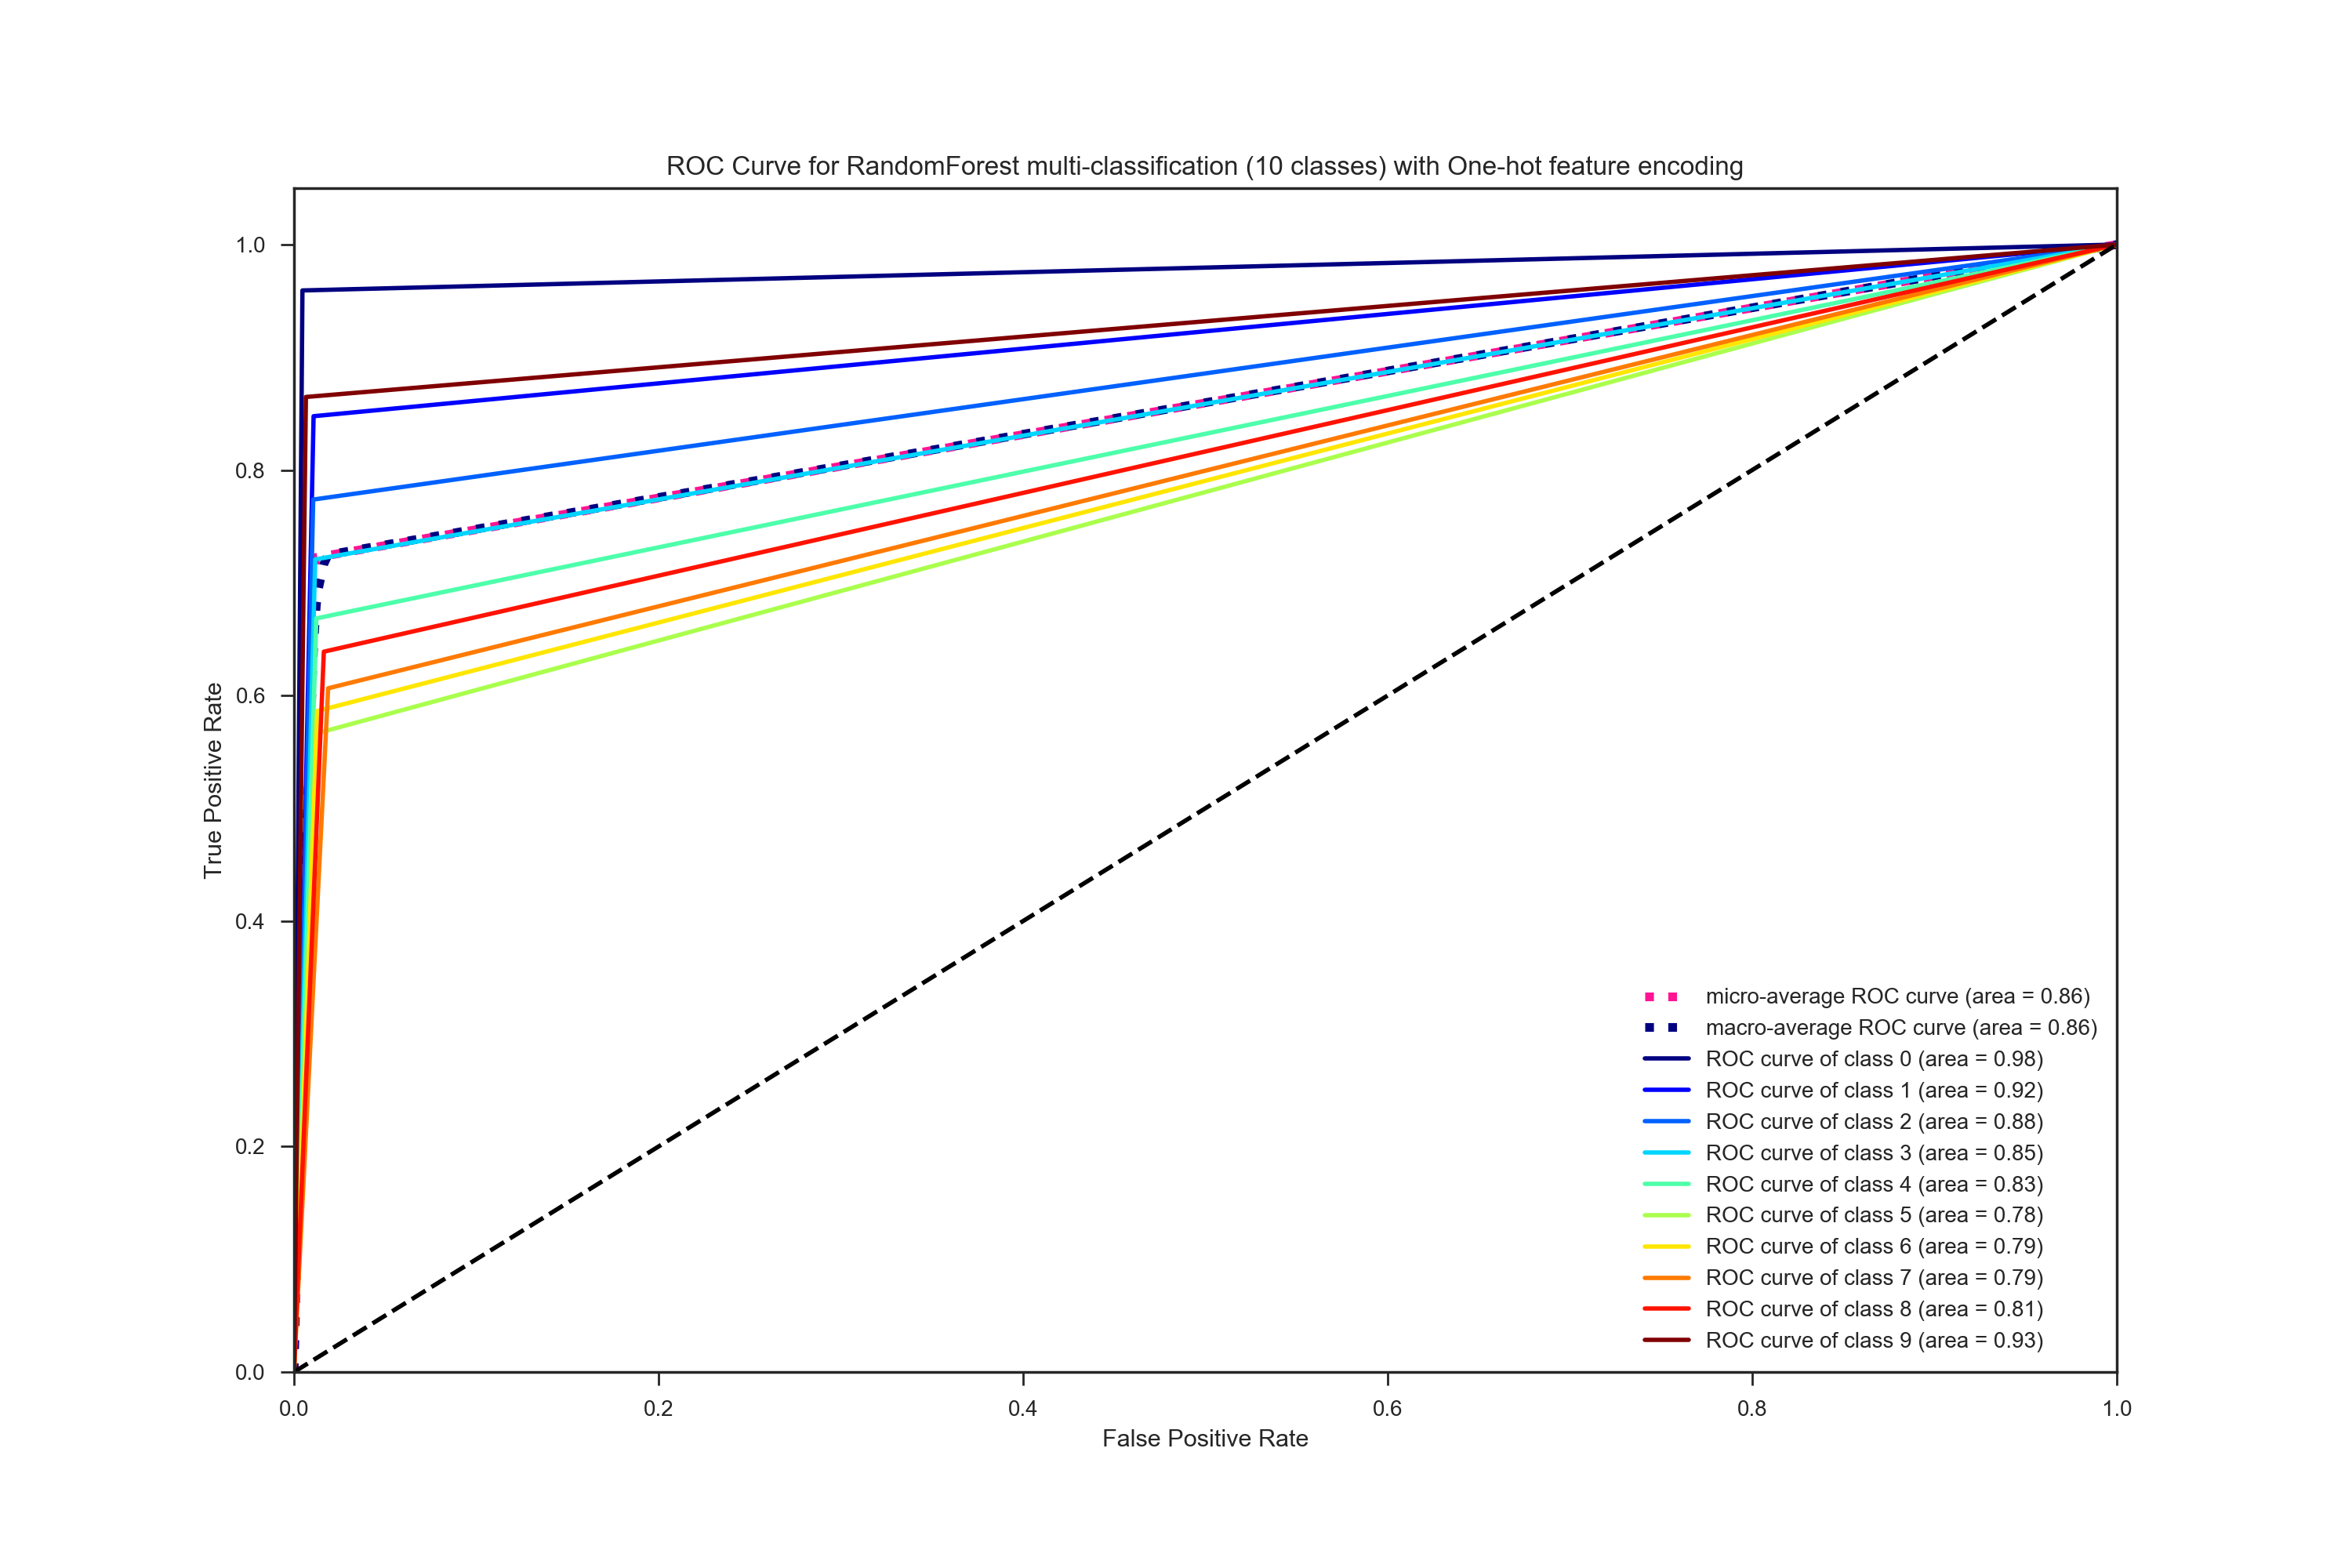 ROC Curve for RandomForest multi-classification (10 classes) with One-hot feature encoding
1.0
0.8
0.6
0.4
0.2
0.0
True Positive Rate
micro-average ROC curve (area = 0.86)
macro-average ROC curve (area = 0.86)
ROC curve of class 0 (area = 0.98)
ROC curve of class 1 (area = 0.92)
ROC curve of class 2 (area = 0.88)
ROC curve of class 3 (area = 0.85)
ROC curve of class 4 (area = 0.83)
ROC curve of class 5 (area = 0.78)
ROC curve of class 6 (area = 0.79)
ROC curve of class 7 (area = 0.79)
ROC curve of class 8 (area = 0.81)
ROC curve of class 9 (area = 0.93)
0.0 0.2 0.4 0.6 0.8 1.0
False Positive Rate